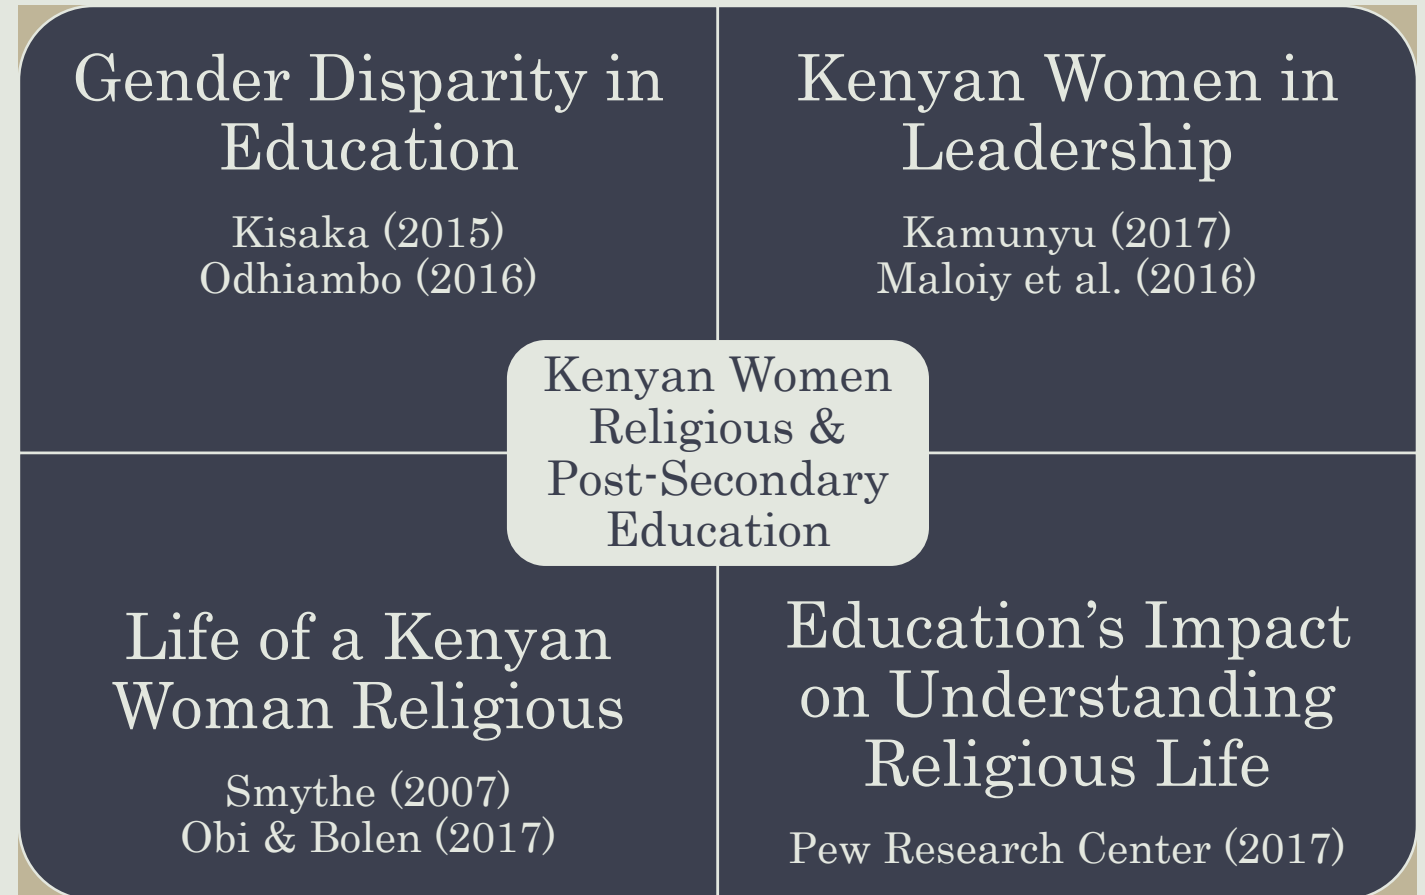 Gender Disparity in
Education
Kisaka (2015)
Odhiambo (2016)
Kenyan Women in
Leadership
Kamunyu (2017)
Maloiy et al. (2016)
Kenyan Women
Religious &
Post-Secondary
Education
Life of a Kenyan
Woman Religious
Smythe (2007)
Obi & Bolen (2017)
Education’s Impact
on Understanding
Religious Life
Pew Research Center (2017)